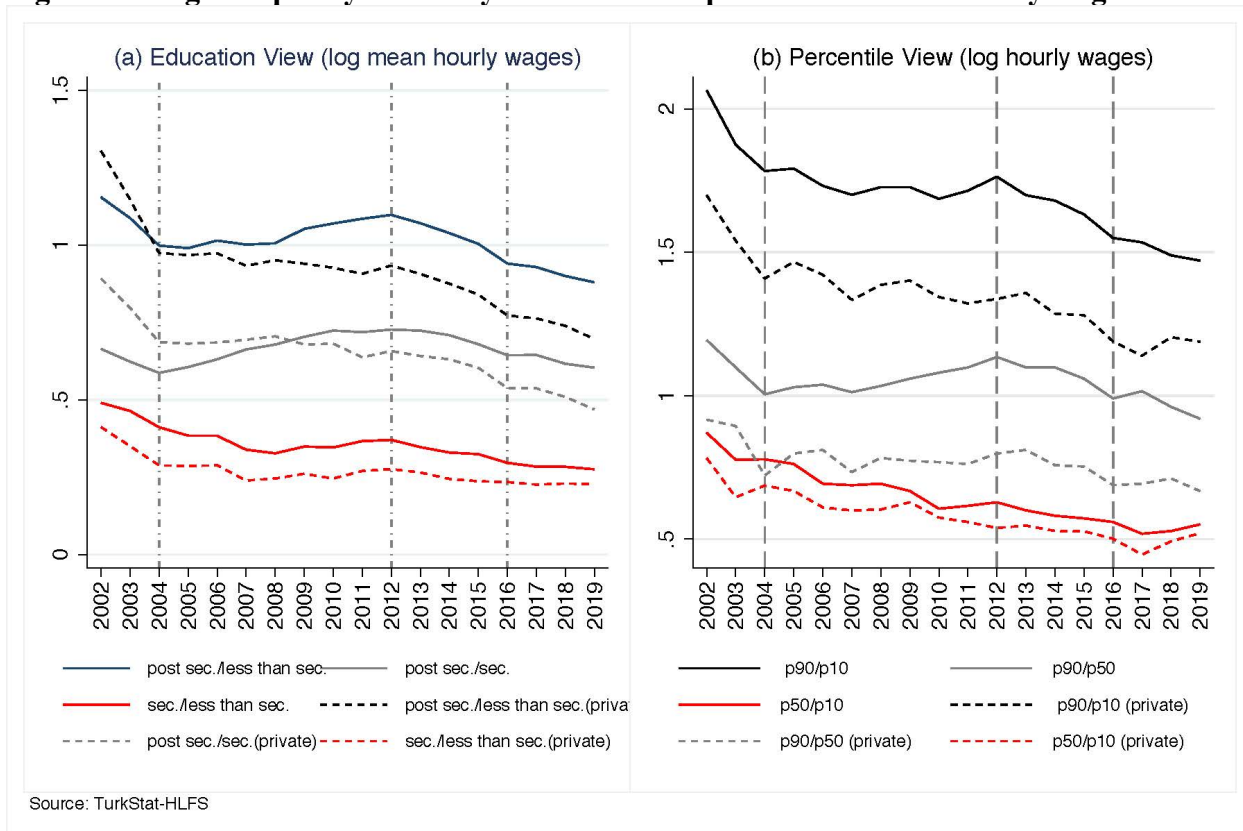 (a) Education View (log mean hourly wages)
1.5
1
.5
0
2002 2003 2004 2005 2006 2007 2008 2009 2010 2011 2012 2013 2014 2015 2016 2017 2018 2019
post sec./less than sec. post sec./sec.
sec./less than sec. post sec./less than sec.(priva
post sec./sec.(private) sec./less than sec.(private)
(b) Percentile View (log hourly wages)
2
1.5
1
.5
2002 2003 2004 2005 2006 2007 2008 2009 2010 2011 2012 2013 2014 2015 2016 2017 2018 2019
p90/p10 p90/p50
p50/p10 p90/p10 (private)
p90/p50 (private) p50/p10 (private)
Source: TurkStat-HLFS